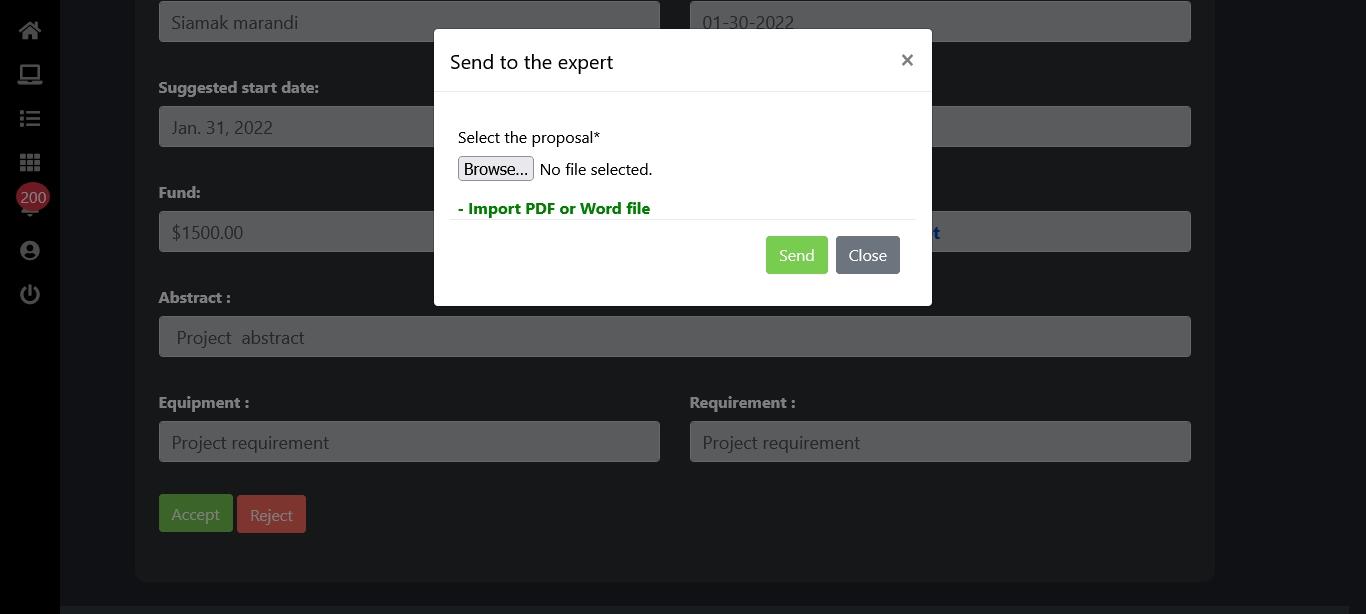 Siamak marandi
01-30-2022
Send to the expert
×
Suggested start date:
Jan. 31, 2022
Select the proposal*
Browse... No file selected.
- Import PDF or Word file
Fund:
200
$1500.00
Send
Close
Abstract :
Project abstract
Equipment :
Requirement :
Project requirement
Project requirement
Accept
Reject